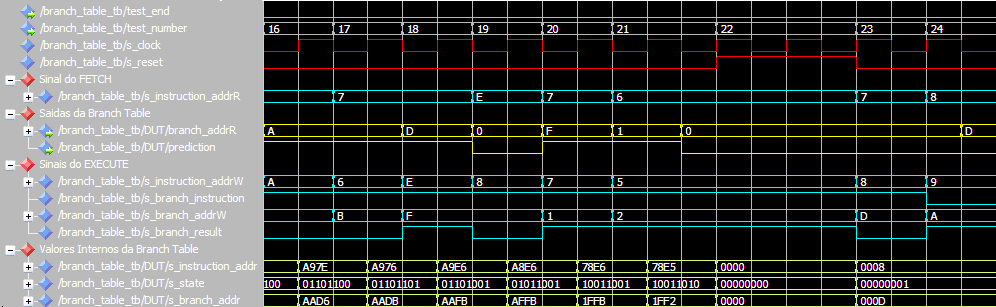 /branch_table_tb/test_end
/branch_table_tb/test_number 16 17 18 19 20 21 22 23 24
/branch_table_tb/s_clock
/branch_table_tb/s_reset
Sinal do FETCH
/branch_table_tb/s_instruction_addrR 7 E 7 6 7 8
Saidas da Branch Table
/branch_table_tb/DUT/branch_addrR A D 0 F 1 0 D
/branch_table_tb/DUT/prediction
Sinais do EXECUTE
/branch_table_tb/s_instruction_addrW A 6 E 8 7 5 8 9
/branch_table_tb/s_branch_instruction
/branch_table_tb/s_branch_addrW B F 1 2 D A
/branch_table_tb/s_branch_result
Valores Internos da Branch Table
/branch_table_tb/DUT/s_instruction_addr A97E A976 A9E6 A8E6 78E6 78E5 0000 0008
/branch_table_tb/DUT/s_state 100 01101100 01101100 01101001 01011001 10011001 10011010 00000000 00000001
/branch_table_tb/DUT/s_branch_addr AAD6 AADB AAFB AFFB 1FFB 1FF2 0000 000D